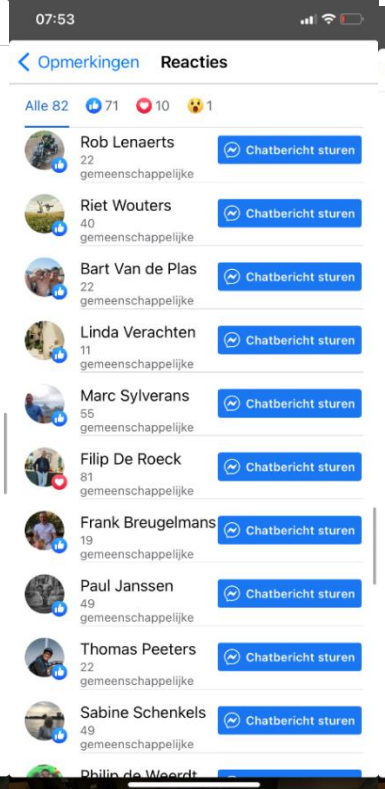 07:53
Opmerkingen Reacties
Alle 82 71 10 1
Rob Lenaerts
22
gemeenschappelijke
Chatbericht sturen
Riet Wouters
40
gemeenschappelijke
Chatbericht sturen
Bart Van de Plas
22
gemeenschappelijke
Chatbericht sturen
Linda Verachten
11
gemeenschappelijke
Chatbericht sturen
Marc Sylverans
55
gemeenschappelijke
Chatbericht sturen
Filip De Roeck
81
gemeenschappelijke
Chatbericht sturen
Frank Breugelmans
19
gemeenschappelijke
Chatbericht sturen
Paul Janssen
49
gemeenschappelijke
Chatbericht sturen
Thomas Peeters
22
gemeenschappelijke
Chatbericht sturen
Sabine Schenkels
49
gemeenschappelijke
Chatbericht sturen
Philip de Weerdt